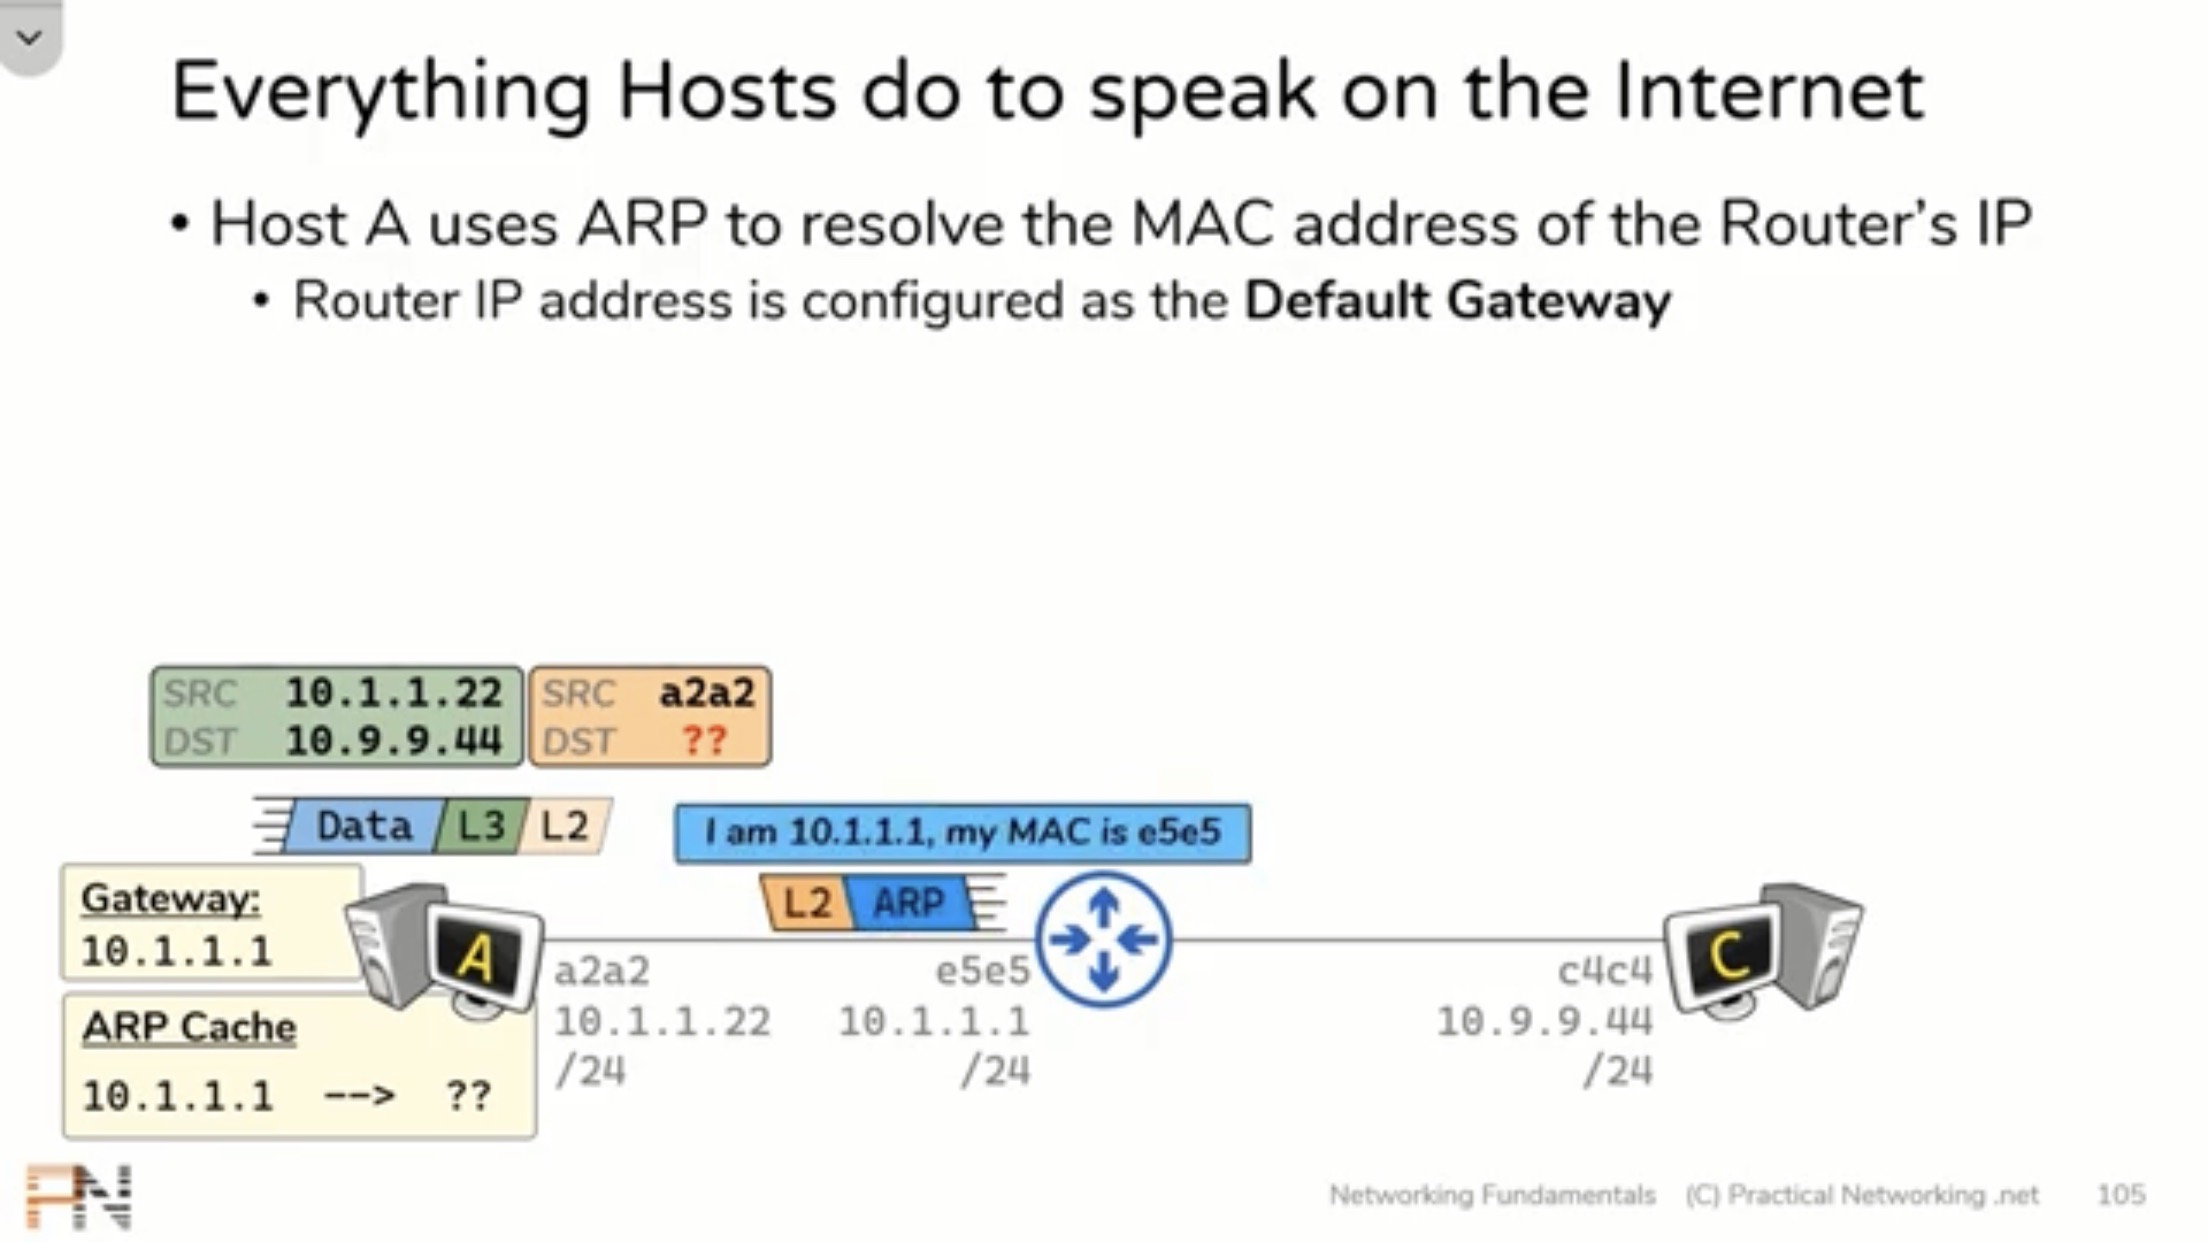 Everything Hosts do to speak on the Internet
• Host A uses ARP to resolve the MAC address of the Router's IP
• Router IP address is configured as the Default Gateway
SRC 10.1.1.22
DST 10.9.9.44
SRC a2a2
DST ??
Data L3 L2
I am 10.1.1.1, my MAC is e5e5
L2 ARP
Gateway:
10.1.1.1
A
ARP Cache
10.1.1.1 --> ??
a2a2
10.1.1.22
/24
e5e5
10.1.1.1
/24
c4c4
10.9.9.44
/24
C
PN
Networking Fundamentals (C) Practical Networking .net 105